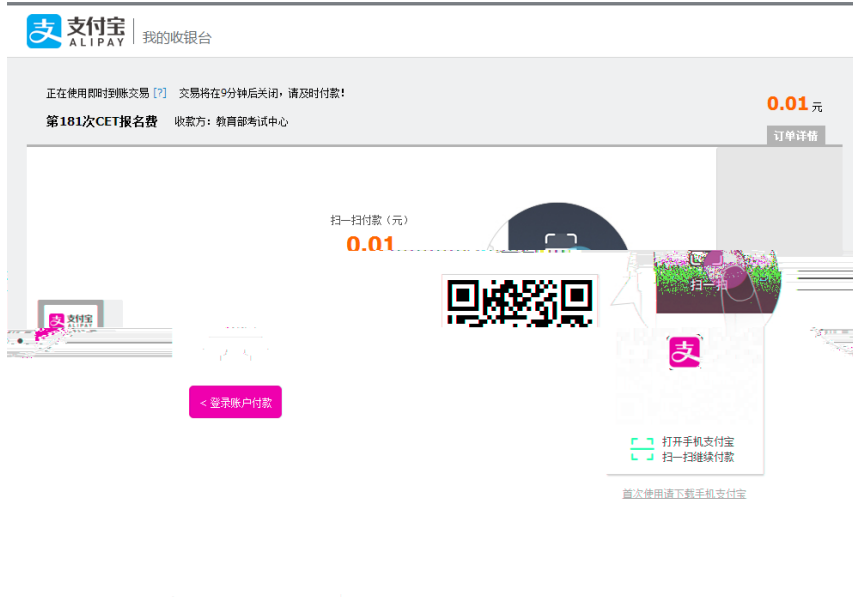 支付宝
ALIPAY
我的收银台
正在使用即时到账交易 [?] 交易将在9分钟后关闭，请及时付款！
0.01 元
第181次CET报名费 收款方：教育部考试中心
订单详情
扫一扫付款（元）
0.01
扫一扫
支付宝
ALIPAY
支
< 登录账户付款
打开手机支付宝
扫一扫继续付款
首次使用请下载手机支付宝